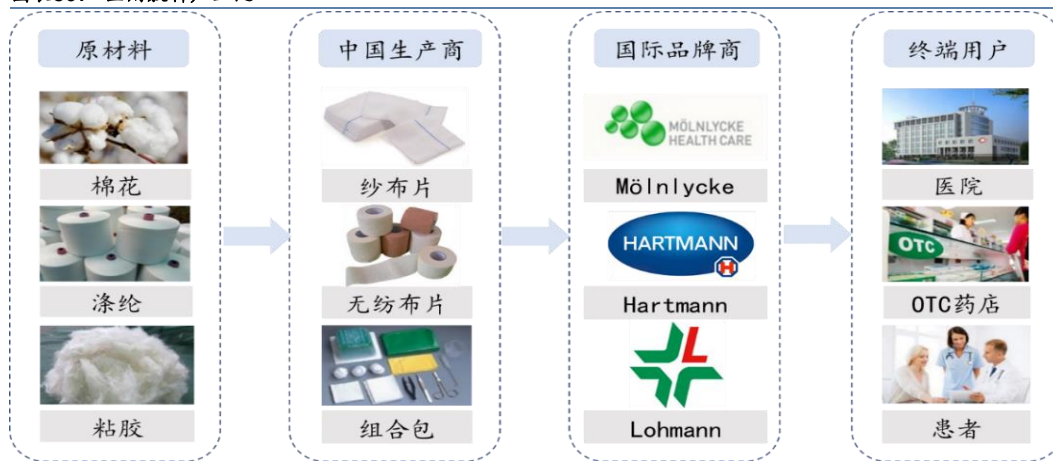 原材料
棉花
涤纶
粘胶
中国生产商
纱布片
无纺布片
组合包
国际品牌商
MÖLNLYCKE
HEALTH CARE
Mölnlycke
HARTMANN
Hartmann
L
Lohmann
终端用户
医院
OTC
OTC药店
患者